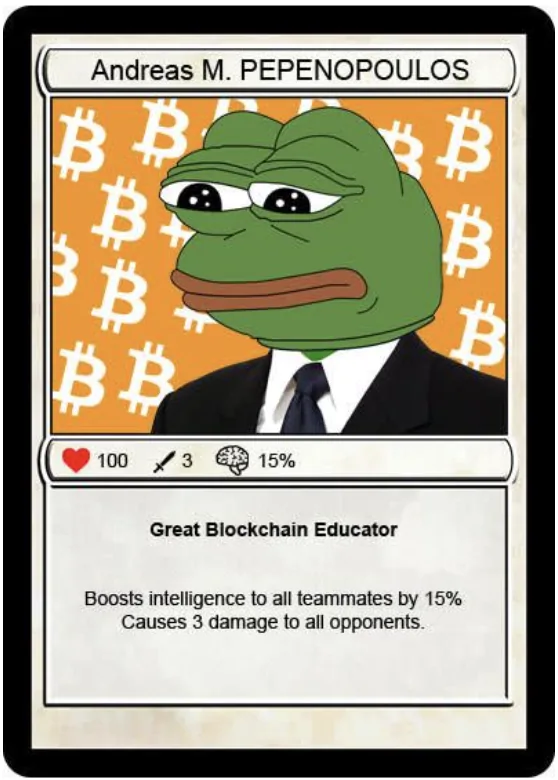 Andreas M. PEPENOPOULOS
100 3 15%
Great Blockchain Educator
Boosts intelligence to all teammates by 15%
Causes 3 damage to all opponents.